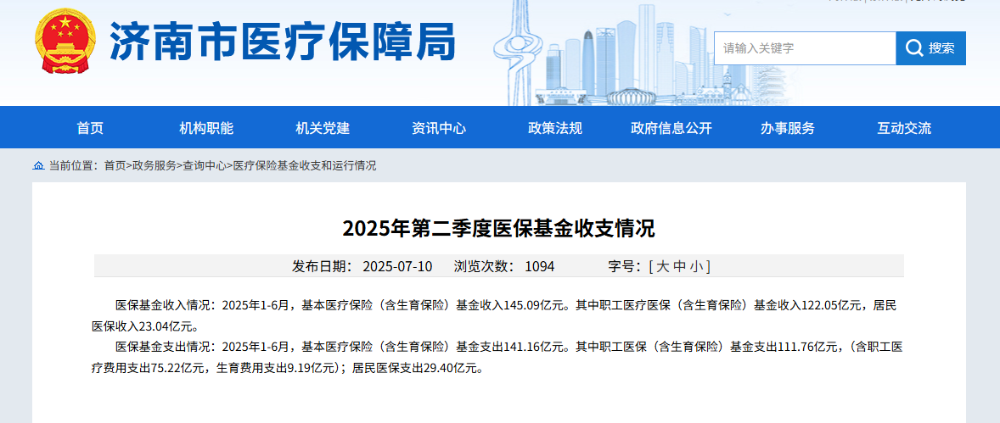 济南市医疗保障局
请输入关键字
搜索
首页 机构职能 机关党建 资讯中心 政策法规 政府信息公开 办事服务 互动交流
当前位置：首页>政务服务>查询中心>医疗保险基金收支和运行情况
2025年第二季度医保基金收支情况
发布日期： 2025-07-10 浏览次数： 1094 字号：[ 大 中 小 ]
医保基金收入情况：2025年1-6月，基本医疗保险（含生育保险）基金收入145.09亿元。其中职工医疗医保（含生育保险）基金收入122.05亿元，居民
医保收入23.04亿元。
医保基金支出情况：2025年1-6月，基本医疗保险（含生育保险）基金支出141.16亿元。其中职工医保（含生育保险）基金支出111.76亿元，（含职工医
疗费用支出75.22亿元，生育费用支出9.19亿元）；居民医保支出29.40亿元。